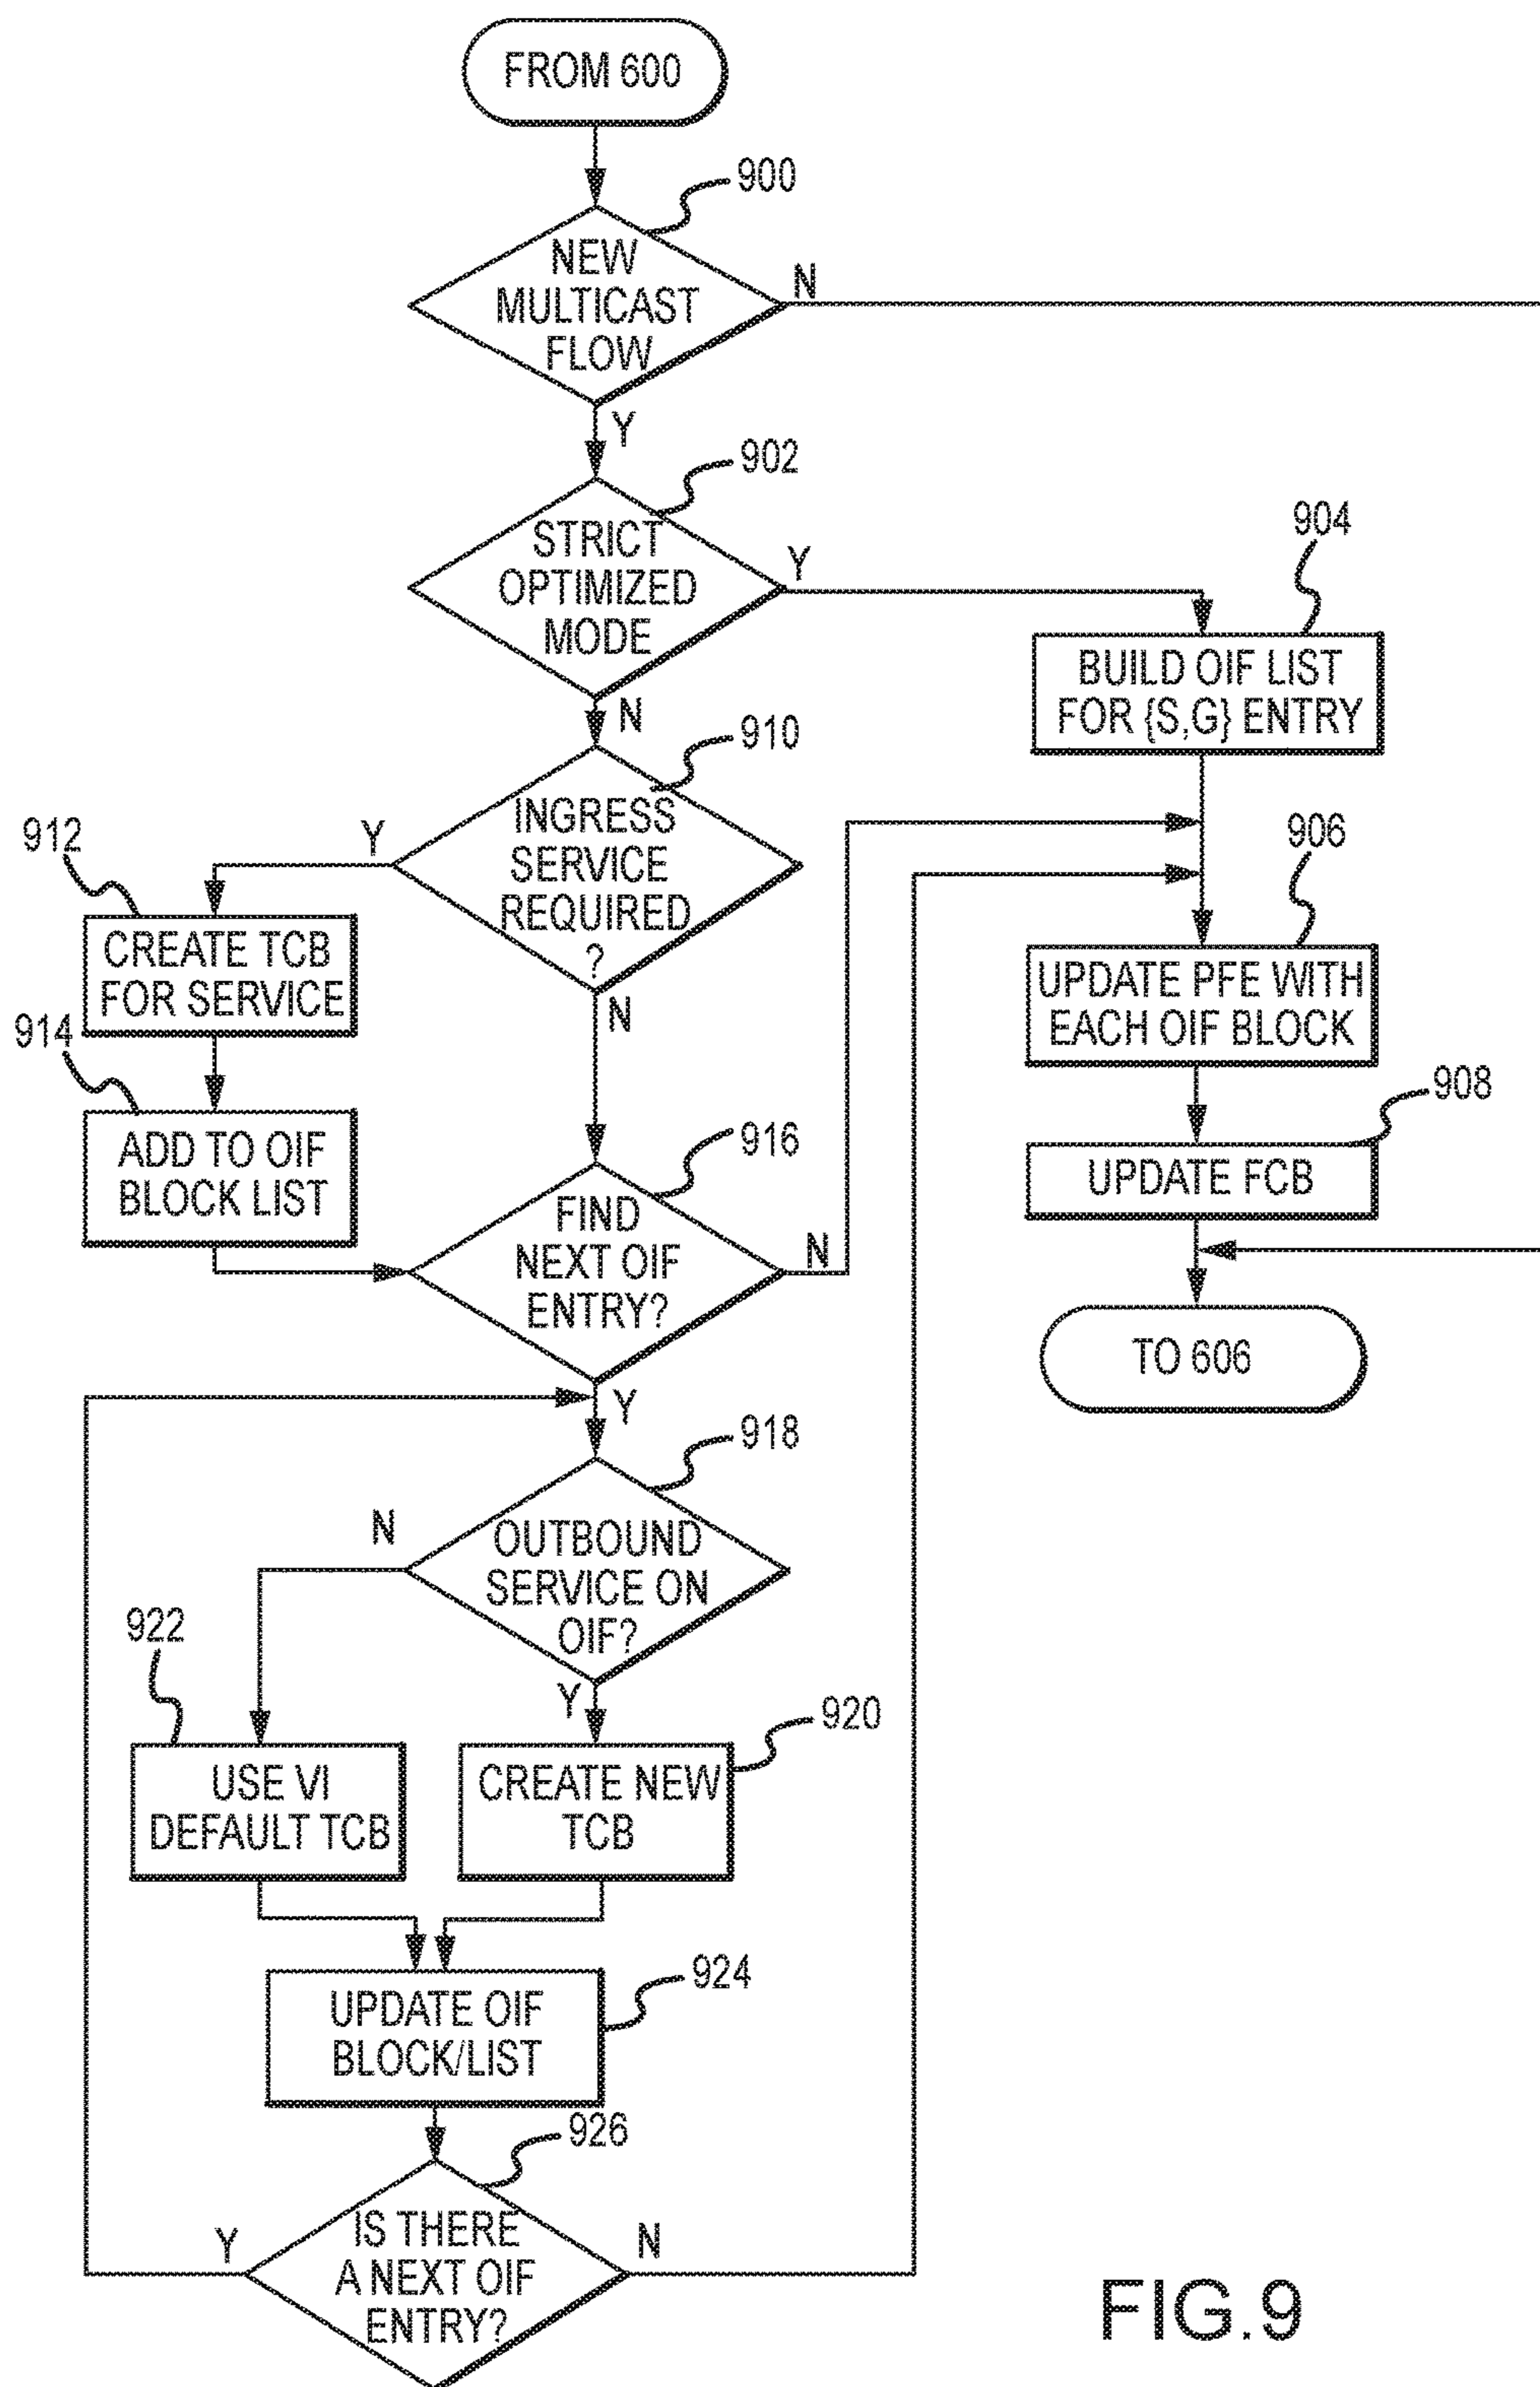 FROM 600
900
NEW
MULTICAST
FLOW
N
Y
902
STRICT
OPTIMIZED
MODE
Y
N
904
BUILD OIF LIST
FOR {S,G} ENTRY
910
INGRESS
SERVICE
REQUIRED
?
Y
N
912
CREATE TCB
FOR SERVICE
914
ADD TO OIF
BLOCK LIST
906
UPDATE PFE WITH
EACH OIF BLOCK
908
UPDATE FCB
TO 606
916
FIND
NEXT OIF
ENTRY?
N
Y
918
OUTBOUND
SERVICE ON
OIF?
N
Y
922
USE VI
DEFAULT TCB
920
CREATE NEW
TCB
924
UPDATE OIF
BLOCK/LIST
926
IS THERE
A NEXT OIF
ENTRY?
Y
N
FIG.9